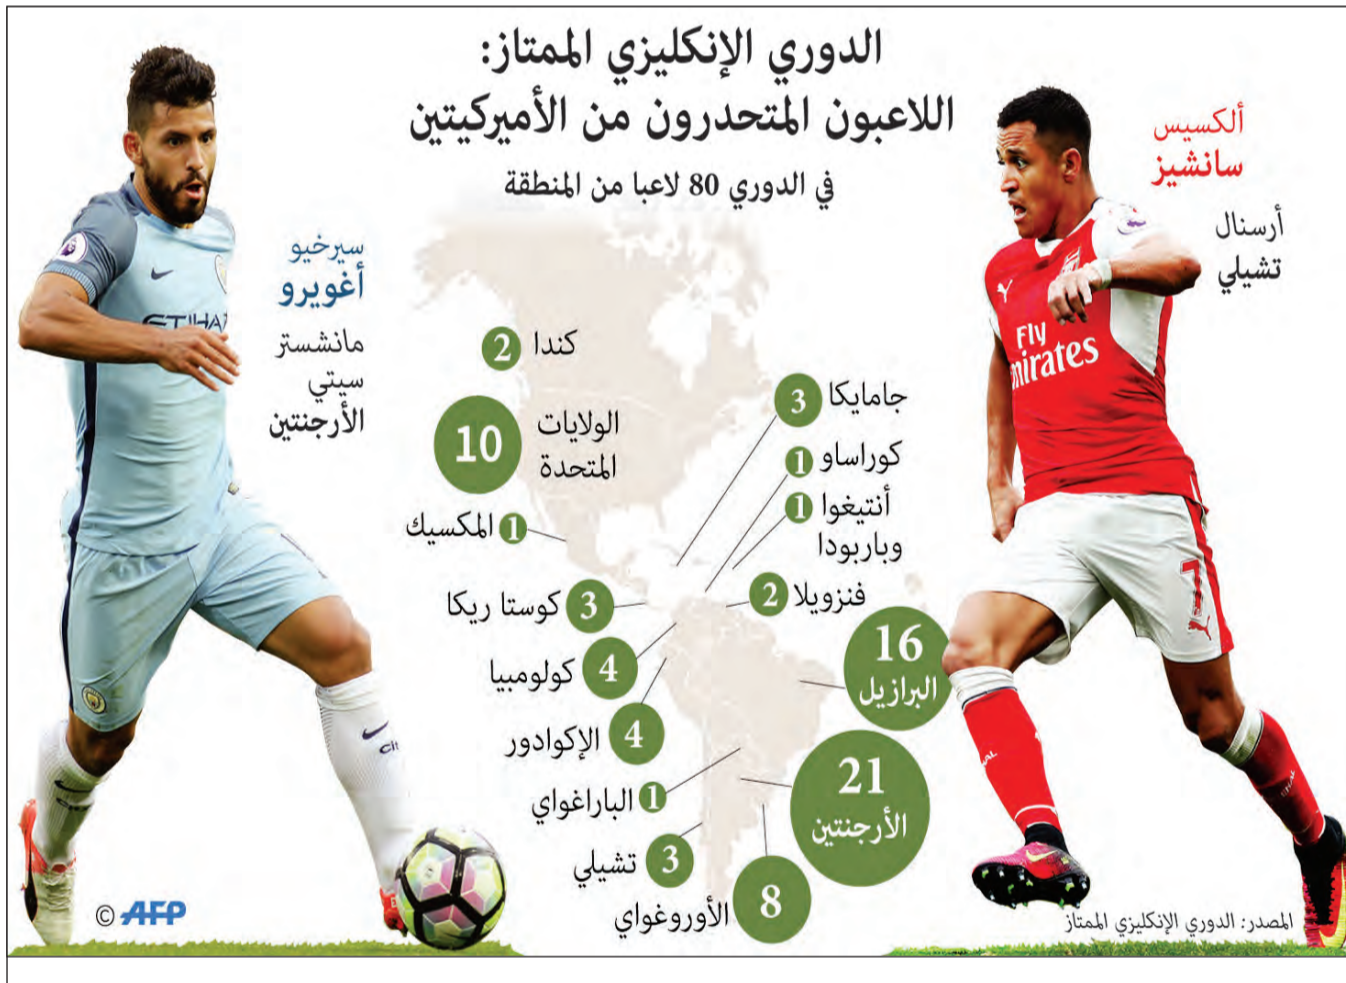 الدوري الإنكليزي الممتاز:
اللاعبون المتحدرون من الأميركيتين
في الدوري 80 لاعبا من المنطقة
ألكسيس
سانشيز
أرسنال
تشيلي
سيرخيو
أغويرو
مانشستر
سيتي
الأرجنتين
ETIHA
Fly
mirates
7
كندا 2
الولايات
المتحدة
10
المكسيك 1
جامايكا 3
كوراساو 1
أنتيغوا
وباربودا
1
فنزويلا 2
كوستا ريكا 3
كولومبيا 4
الإكوادور 4
16
البرازيل
21
الأرجنتين
الباراغواي 1
تشيلي 3
الأوروغواي 8
المصدر: الدوري الإنكليزي الممتاز
© AFP